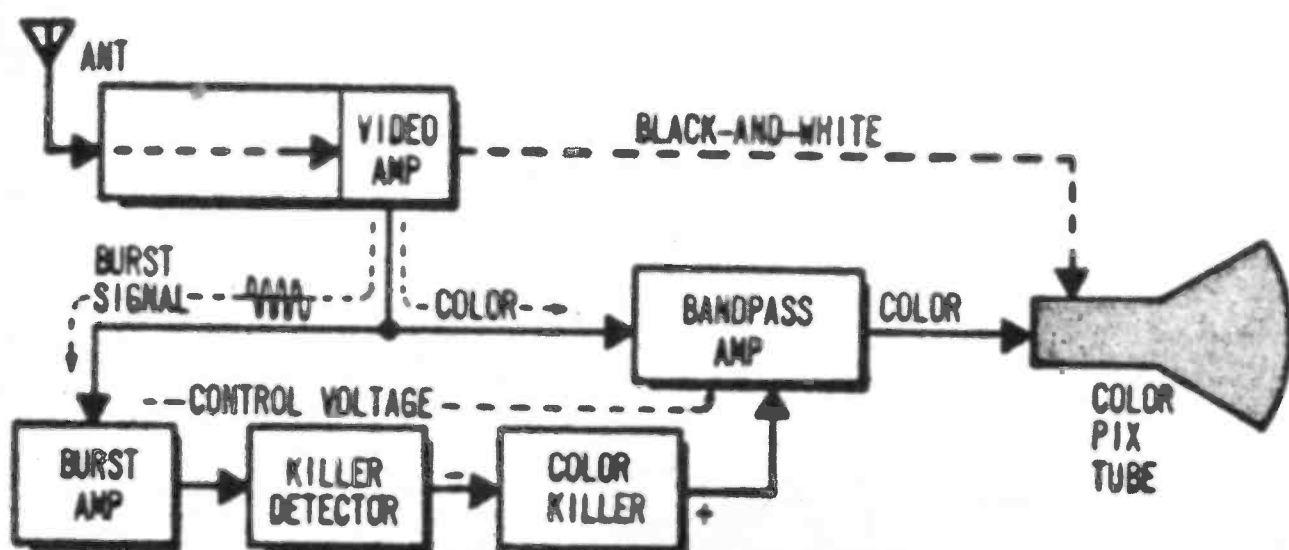 ANT
VIDEO
AMP
BLACK-AND-WHITE
BURST
SIGNAL
COLOR
BANDPASS
AMP
COLOR
CONTROL VOLTAGE
COLOR
PIX
TUBE
BURST
AMP
KILLER
DETECTOR
-
COLOR
KILLER
+